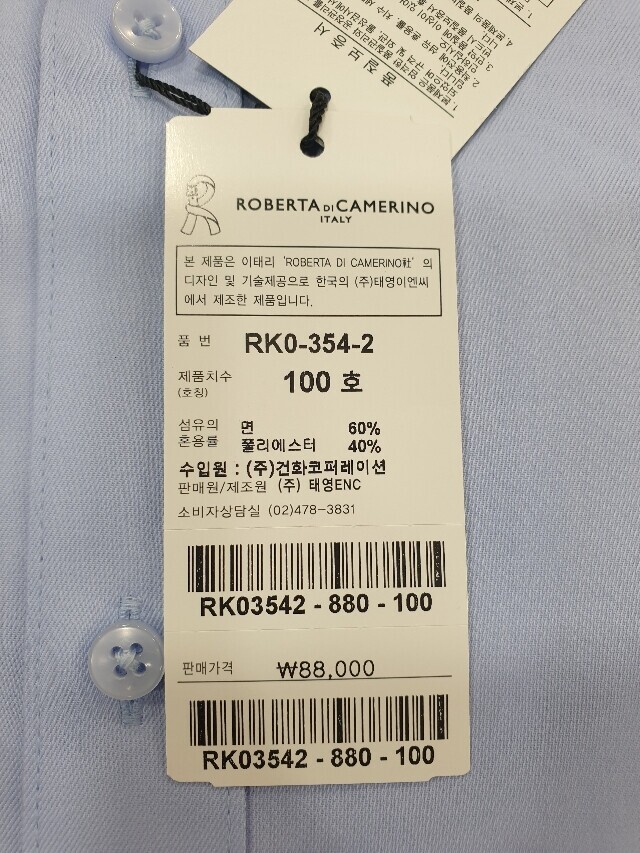 품질보증서
ROBERTA DI CAMERINO
ITALY
본 제품은 이태리 'ROBERTA DI CAMERINO社' 의
디자인 및 기술제공으로 한국의 (주)태영이엔씨
에서 제조한 제품입니다.
품 번 RK0-354-2
제품치수 100 호
(호칭)
섬유의 면 60%
혼용률 폴리에스터 40%
수입원 : (주)건화코퍼레이션
판매원/제조원 (주) 태영ENC
소비자상담실 (02)478-3831
RK03542 - 880 - 100
판매가격 ₩88,000
RK03542 - 880 - 100